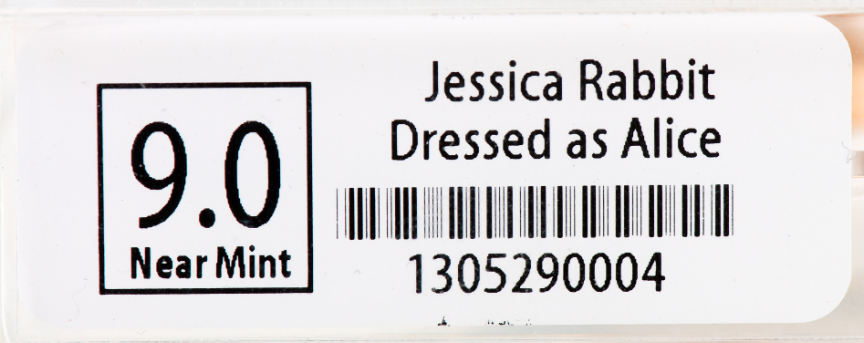 9.0
Near Mint
Jessica Rabbit
Dressed as Alice
1305290004